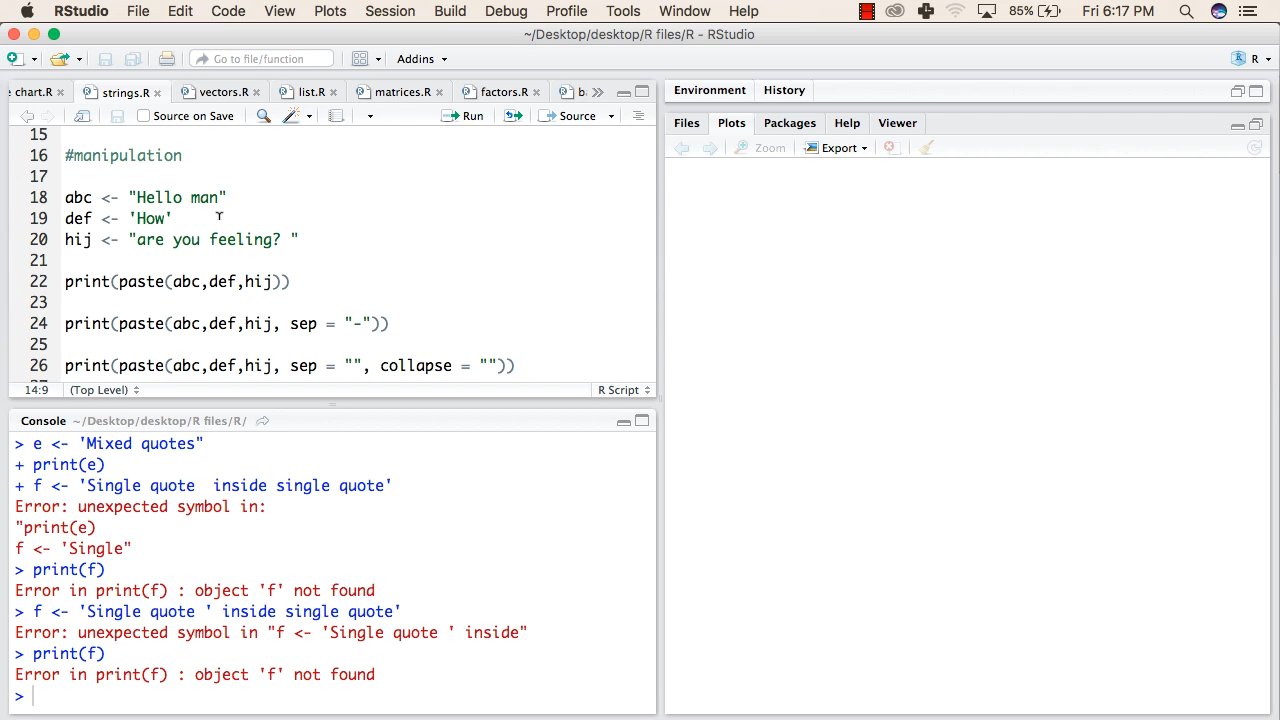 RStudio File Edit Code View Plots Session Build Debug Profile Tools Window Help 85% Fri 6:17 PM
~/Desktop/desktop/R files/R - RStudio
Go to file/function Addins R
e chart.R strings.R vectors.R list.R matrices.R factors.R b
Source on Save Run Source
15
16 #manipulation
17
18 abc <- "Hello man"
19 def <- 'How'
20 hij <- "are you feeling? "
21
22 print(paste(abc,def,hij))
23
24 print(paste(abc,def,hij, sep = "-"))
25
26 print(paste(abc,def,hij, sep = "", collapse = ""))
14:9 (Top Level) R Script
Console ~/Desktop/desktop/R files/R/
> e <- 'Mixed quotes"
+ print(e)
+ f <- 'Single quote  inside single quote'
Error: unexpected symbol in:
"print(e)
f <- 'Single"
> print(f)
Error in print(f) : object 'f' not found
> f <- 'Single quote ' inside single quote'
Error: unexpected symbol in "f <- 'Single quote ' inside"
> print(f)
Error in print(f) : object 'f' not found
>
Environment History
Files Plots Packages Help Viewer
Zoom Export